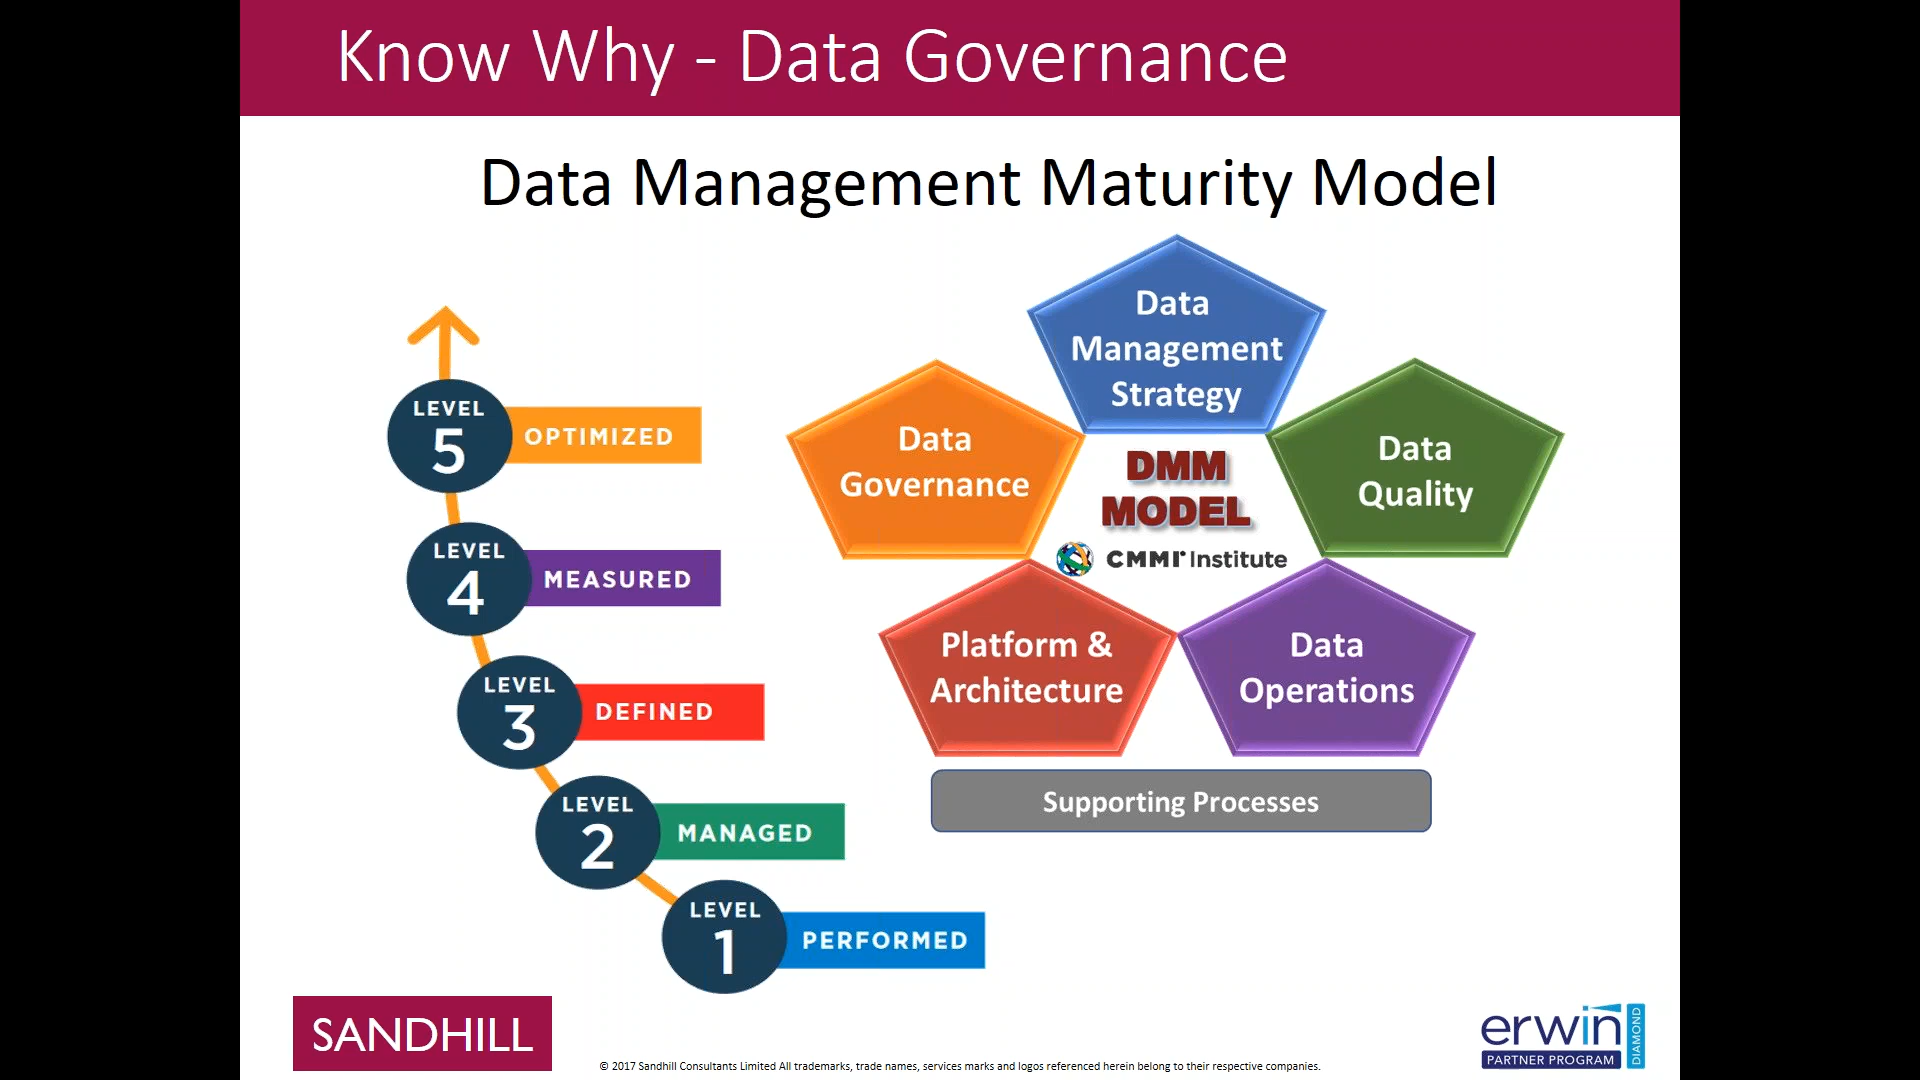 Know Why - Data Governance
Data Management Maturity Model
LEVEL
5
OPTIMIZED
LEVEL
4
MEASURED
LEVEL
3
DEFINED
LEVEL
2
MANAGED
LEVEL
1
PERFORMED
Data
Management
Strategy
Data
Governance
Data
Quality
DMM
MODEL
CMMI Institute
Platform &
Architecture
Data
Operations
Supporting Processes
SANDHILL
© 2017 Sandhill Consultants Limited All trademarks, trade names, services marks and logos referenced herein belong to their respective companies.
erwin
PARTNER PROGRAM
DIAMOND